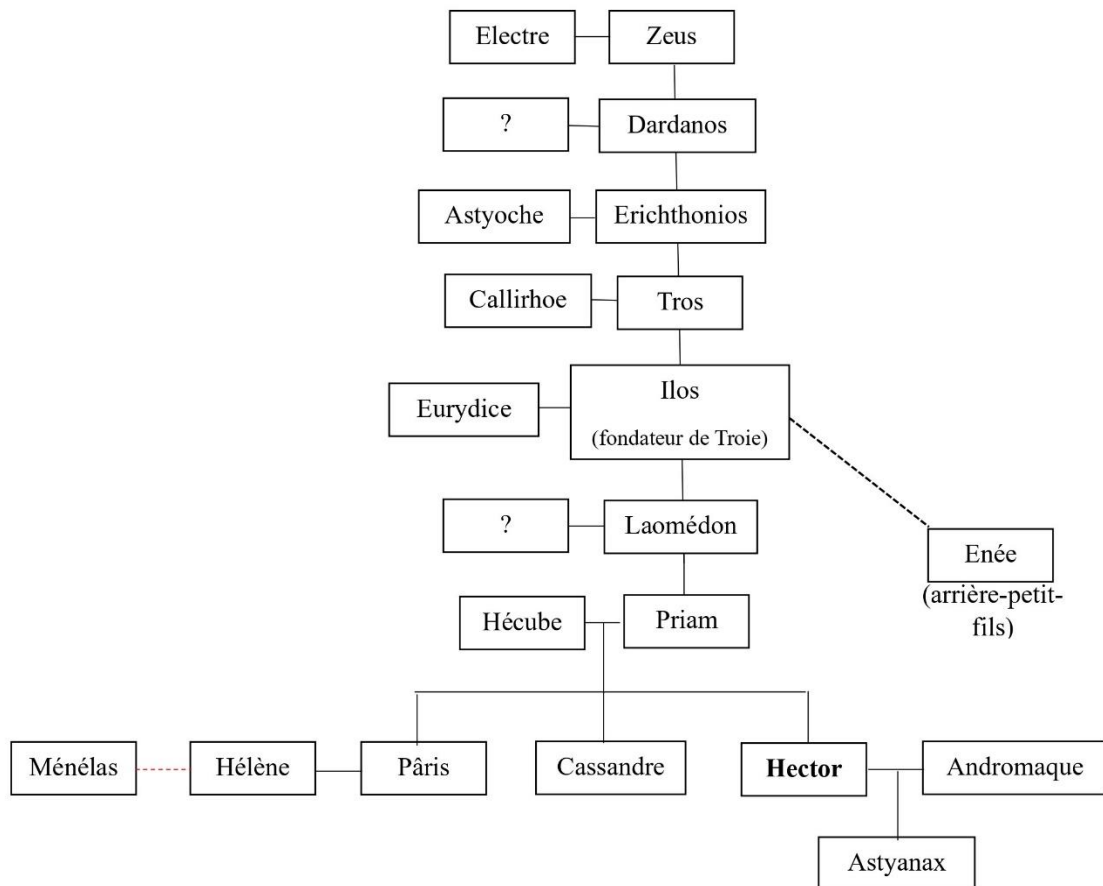 Electre
Zeus
?
Dardanos
Astyoche
Erichthonios
Callirhoe
Tros
Eurydice
Ilos
(fondateur de Troie)
?
Laomédon
Enée
(arrière-petit-
fils)
Hécube
Priam
Ménélas
Hélène
Pâris
Cassandre
Hector
Andromaque
Astyanax